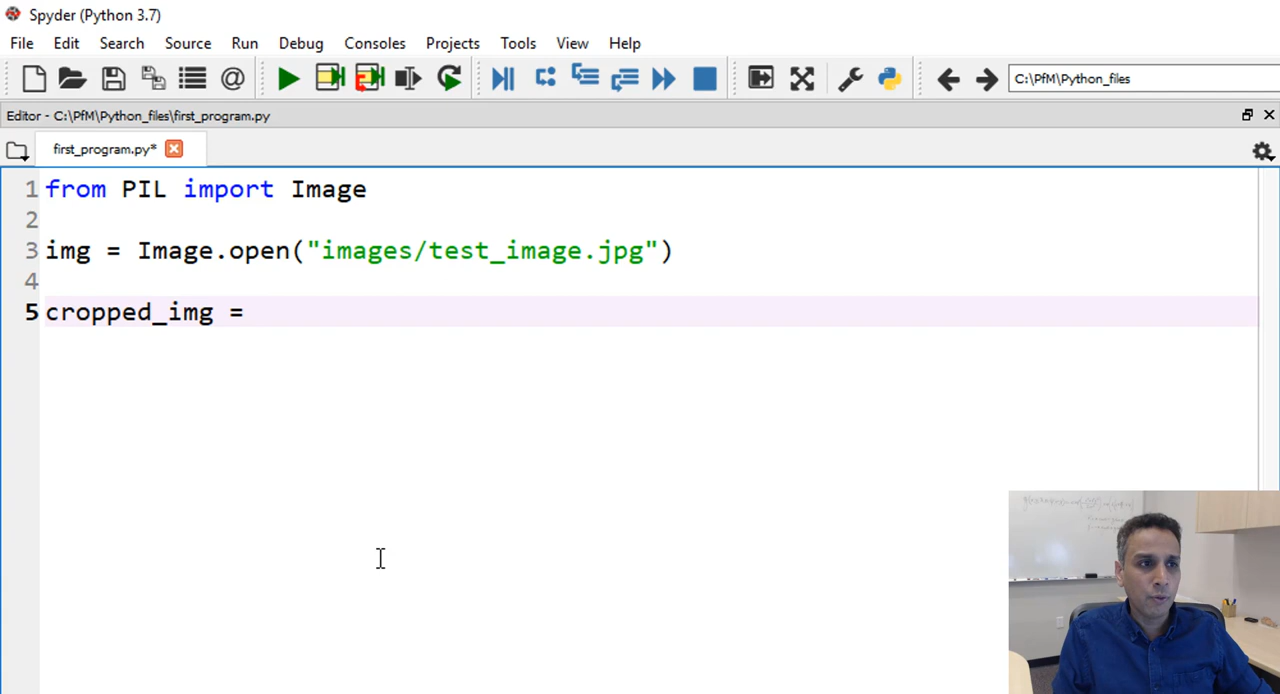 Spyder (Python 3.7)
File Edit Search Source Run Debug Consoles Projects Tools View Help
C:\PfM\Python_files
Editor - C:\PfM\Python_files\first_program.py
first_program.py*
1 from PIL import Image
2
3 img = Image.open("images/test_image.jpg")
4
5 cropped_img =